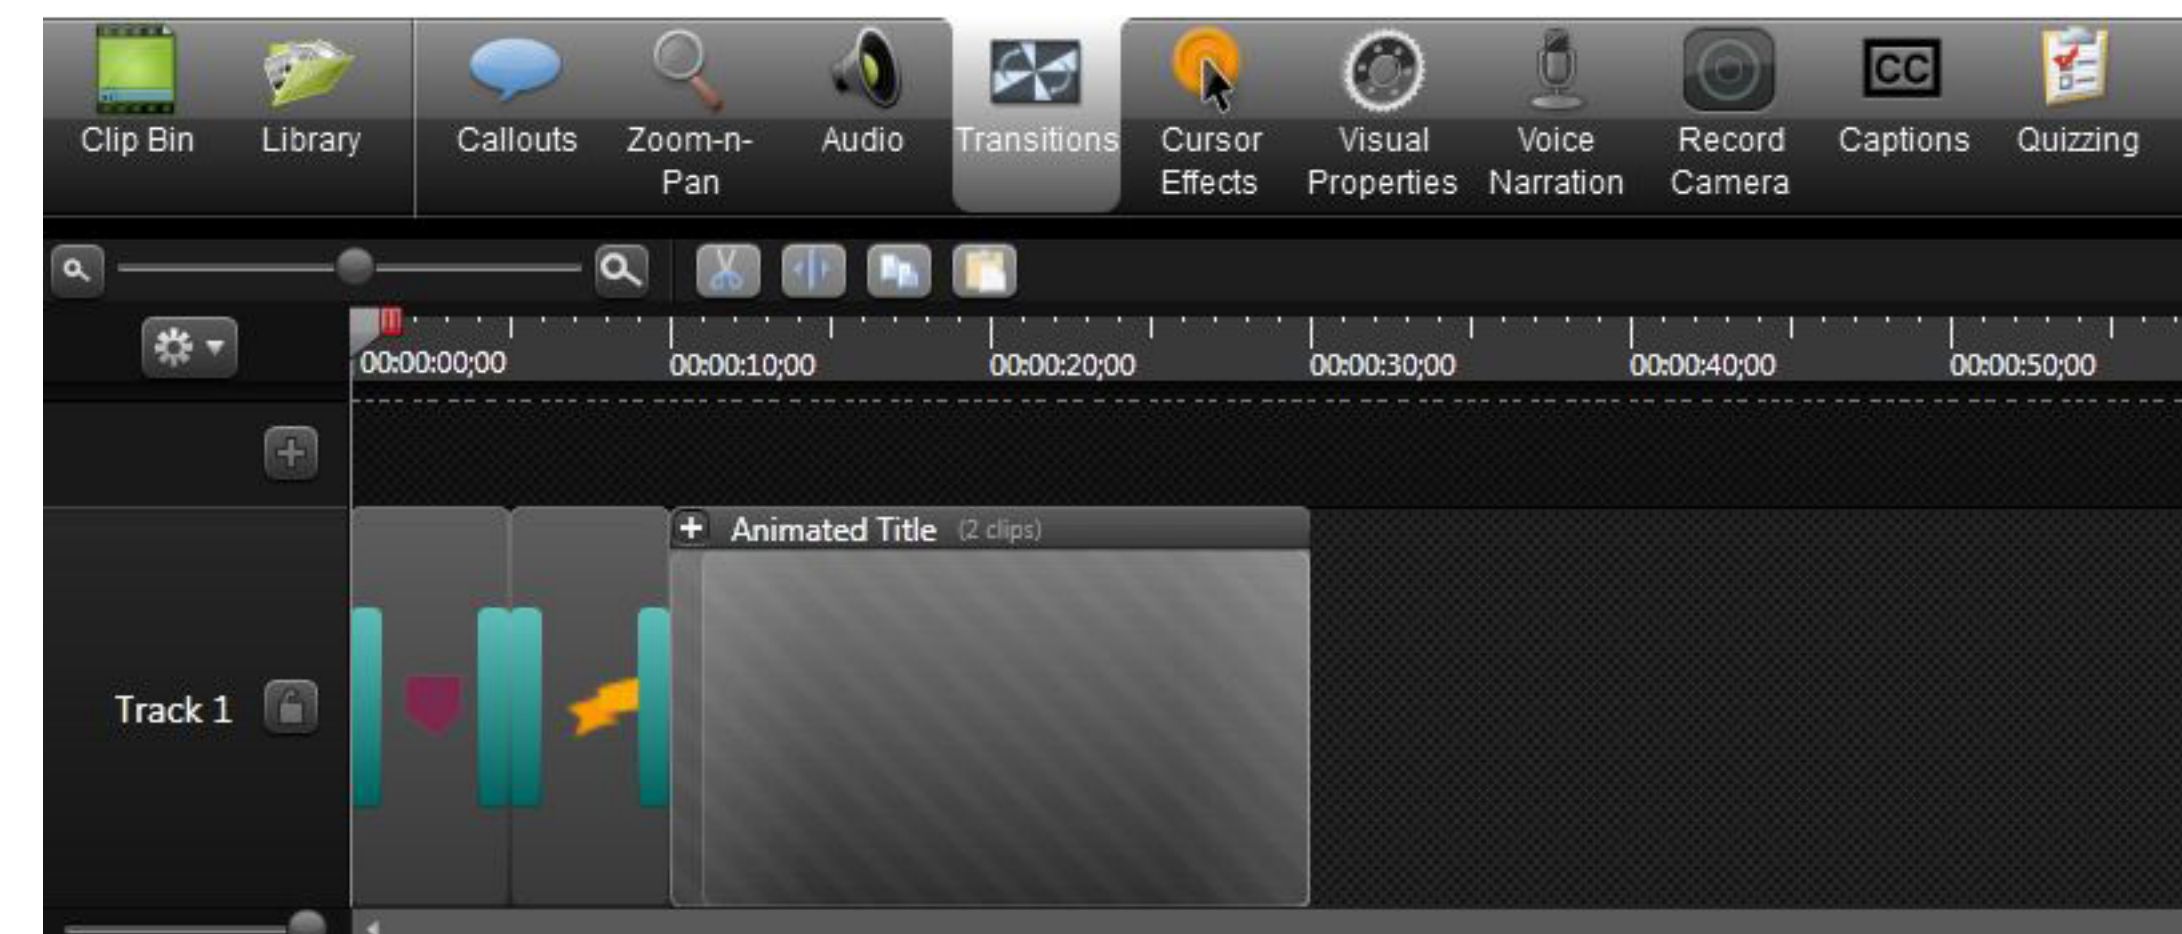 Clip Bin
Library
Callouts
Zoom-n-
Pan
Audio
Transitions
Cursor
Effects
Visual
Properties
Voice
Narration
Record
Camera
CC
Captions
Quizzing
00:00:00;00
00:00:10;00
00:00:20;00
00:00:30;00
00:00:40;00
00:00:50;00
Animated Title (2 clips)
Track 1